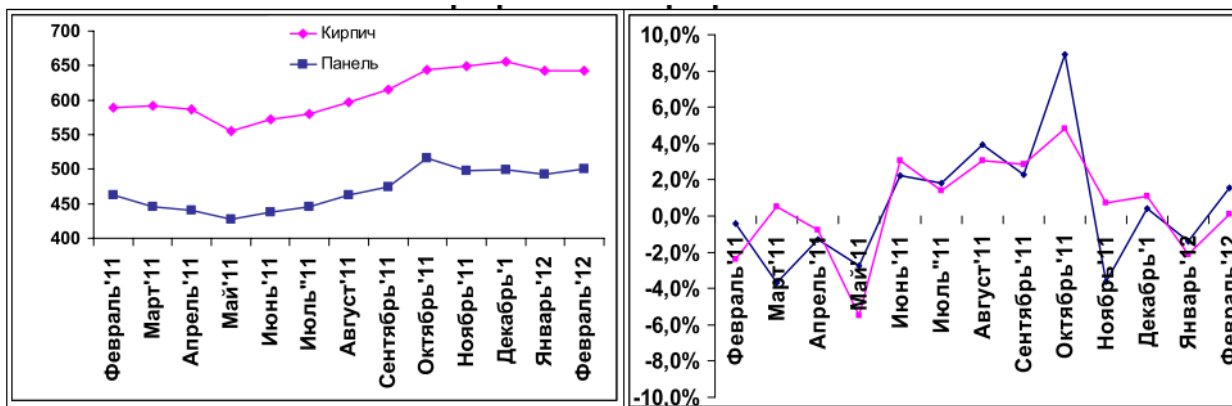 700
650
600
550
500
450
400
Кирпич
Панель
Февраль'11
Март'11
Апрель'11
Май'11
Июнь'11
Июль"11
Август'11
Сентябрь'11
Октябрь'11
Ноябрь'11
Декабрь'1
Январь'12
Февраль'12
10,0%
8,0%
6,0%
4,0%
2,0%
0,0%
-2,0%
-4,0%
-6,0%
-8,0%
-10,0%
Февраль'11
Март'11
Апрель'11
Май'11
Июнь'11
Июль"11
Август'11
Сентябрь'11
Октябрь'11
Ноябрь'11
Декабрь'1
Январь'12
Февраль'12